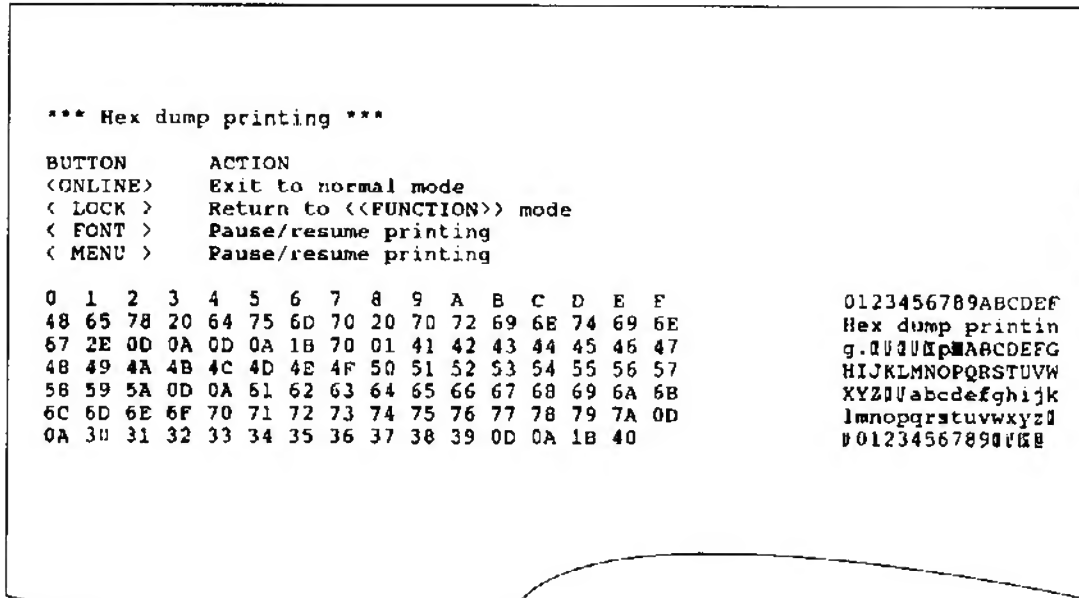 *** Hex dump printing ***
BUTTON ACTION
<ONLINE> Exit to normal mode
< LOCK > Return to <<FUNCTION>> mode
< FONT > Pause/resume printing
< MENU > Pause/resume printing
0 1 2 3 4 5 6 7 8 9 A B C D E F 0123456789ABCDEF
48 65 78 20 64 75 6D 70 20 70 72 69 6E 74 69 6E Hex dump printin
67 2E 0D 0A 0D 0A 1B 70 01 41 42 43 44 45 46 47 g. p■ABCDEFG
48 49 4A 4B 4C 4D 4E 4F 50 51 52 53 54 55 56 57 HIJKLMNOPQRSTUVW
58 59 5A 0D 0A 61 62 63 64 65 66 67 68 69 6A 6B XYZ abcdefghijk
6C 6D 6E 6F 70 71 72 73 74 75 76 77 78 79 7A 0D lmnopqrstuvwxyz
0A 30 31 32 33 34 35 36 37 38 39 0D 0A 1B 40 0123456789 @